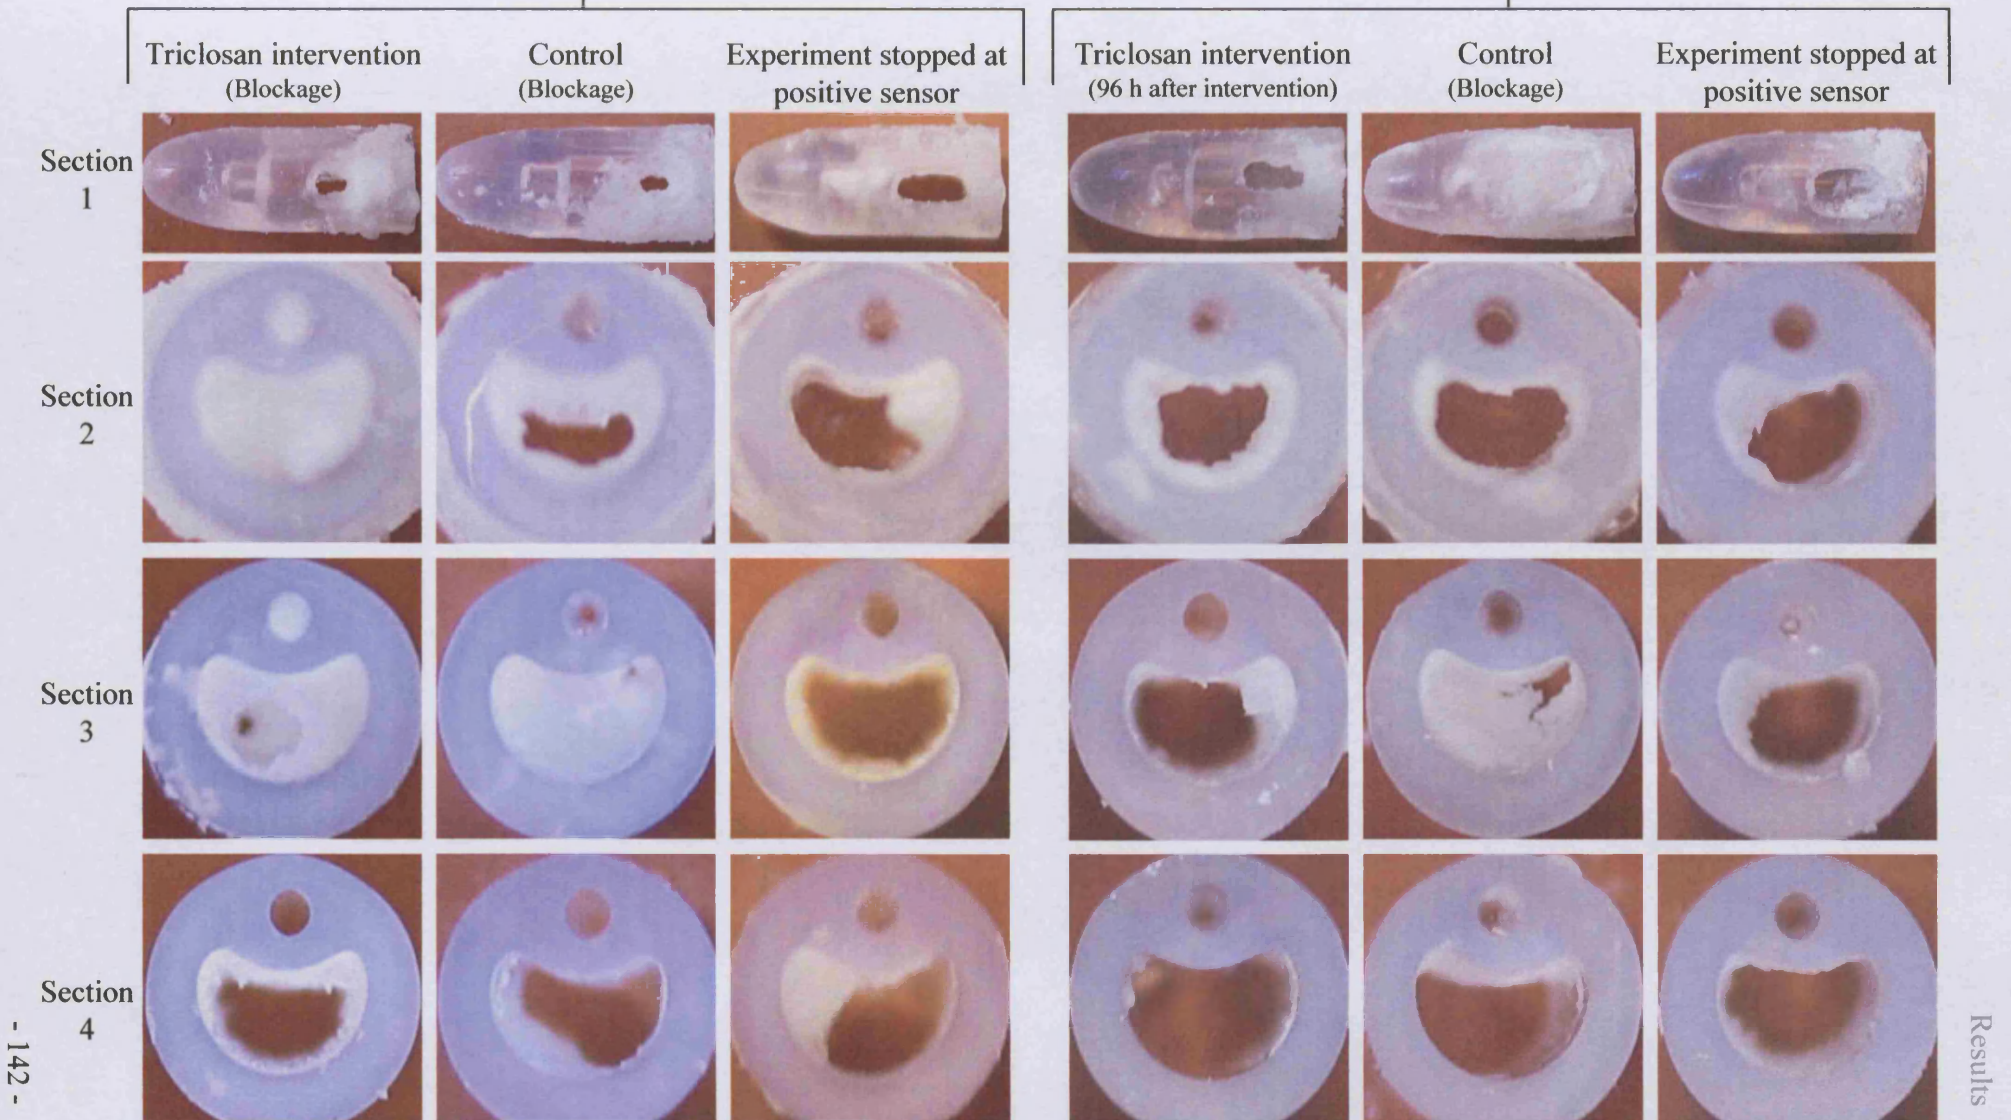 Triclosan intervention
(Blockage)
Control
(Blockage)
Experiment stopped at
positive sensor
Triclosan intervention
(96 h after intervention)
Control
(Blockage)
Experiment stopped at
positive sensor
Section
1
Section
2
Section
3
Section
4
- 142 -
Results